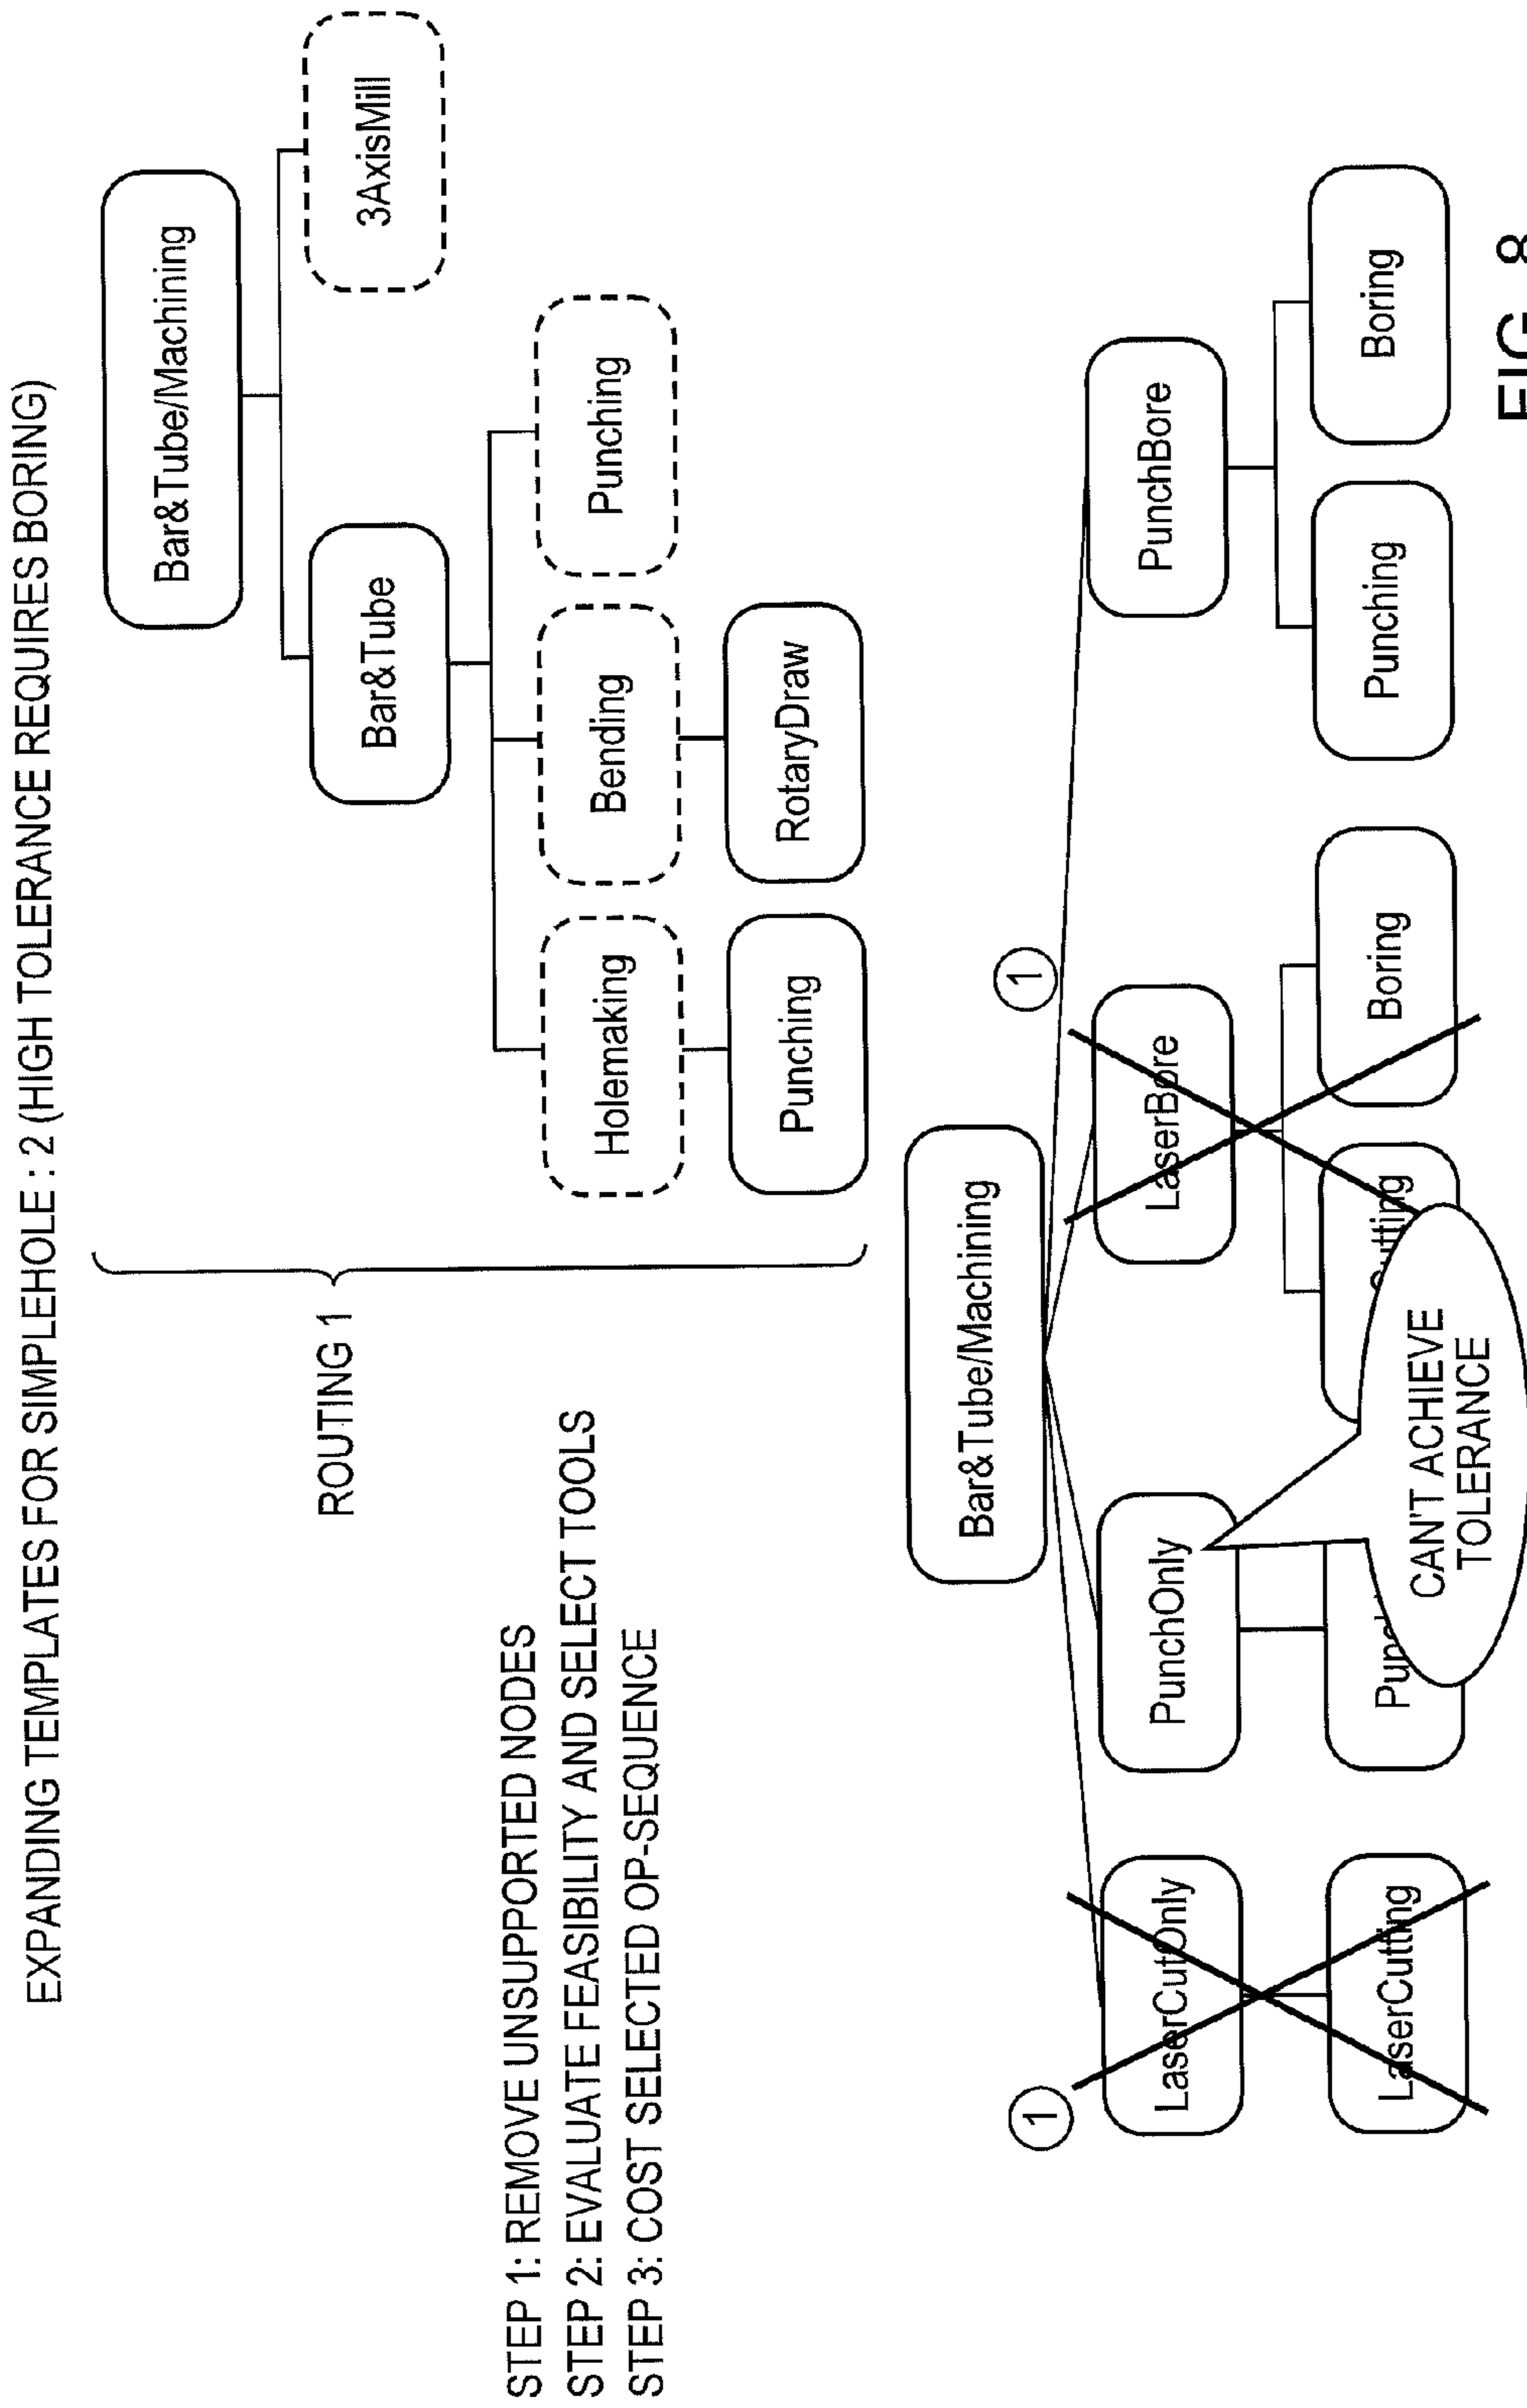 EXPANDING TEMPLATES FOR SIMPLEHOLE : 2 (HIGH TOLERANCE REQUIRES BORING)
Bar&Tube/Machining
Bar&Tube
3AxisMill
Holemaking
Bending
Punching
Punching
RotaryDraw
ROUTING 1
STEP 1: REMOVE UNSUPPORTED NODES
STEP 2: EVALUATE FEASIBILITY AND SELECT TOOLS
STEP 3: COST SELECTED OP-SEQUENCE
Bar&Tube/Machining
1
1
LaserCutOnly
PunchOnly
LaserBore
PunchBore
LaserCutting
Boring
Punching
Boring
CAN'T ACHIEVE
TOLERANCE
FIG. 8